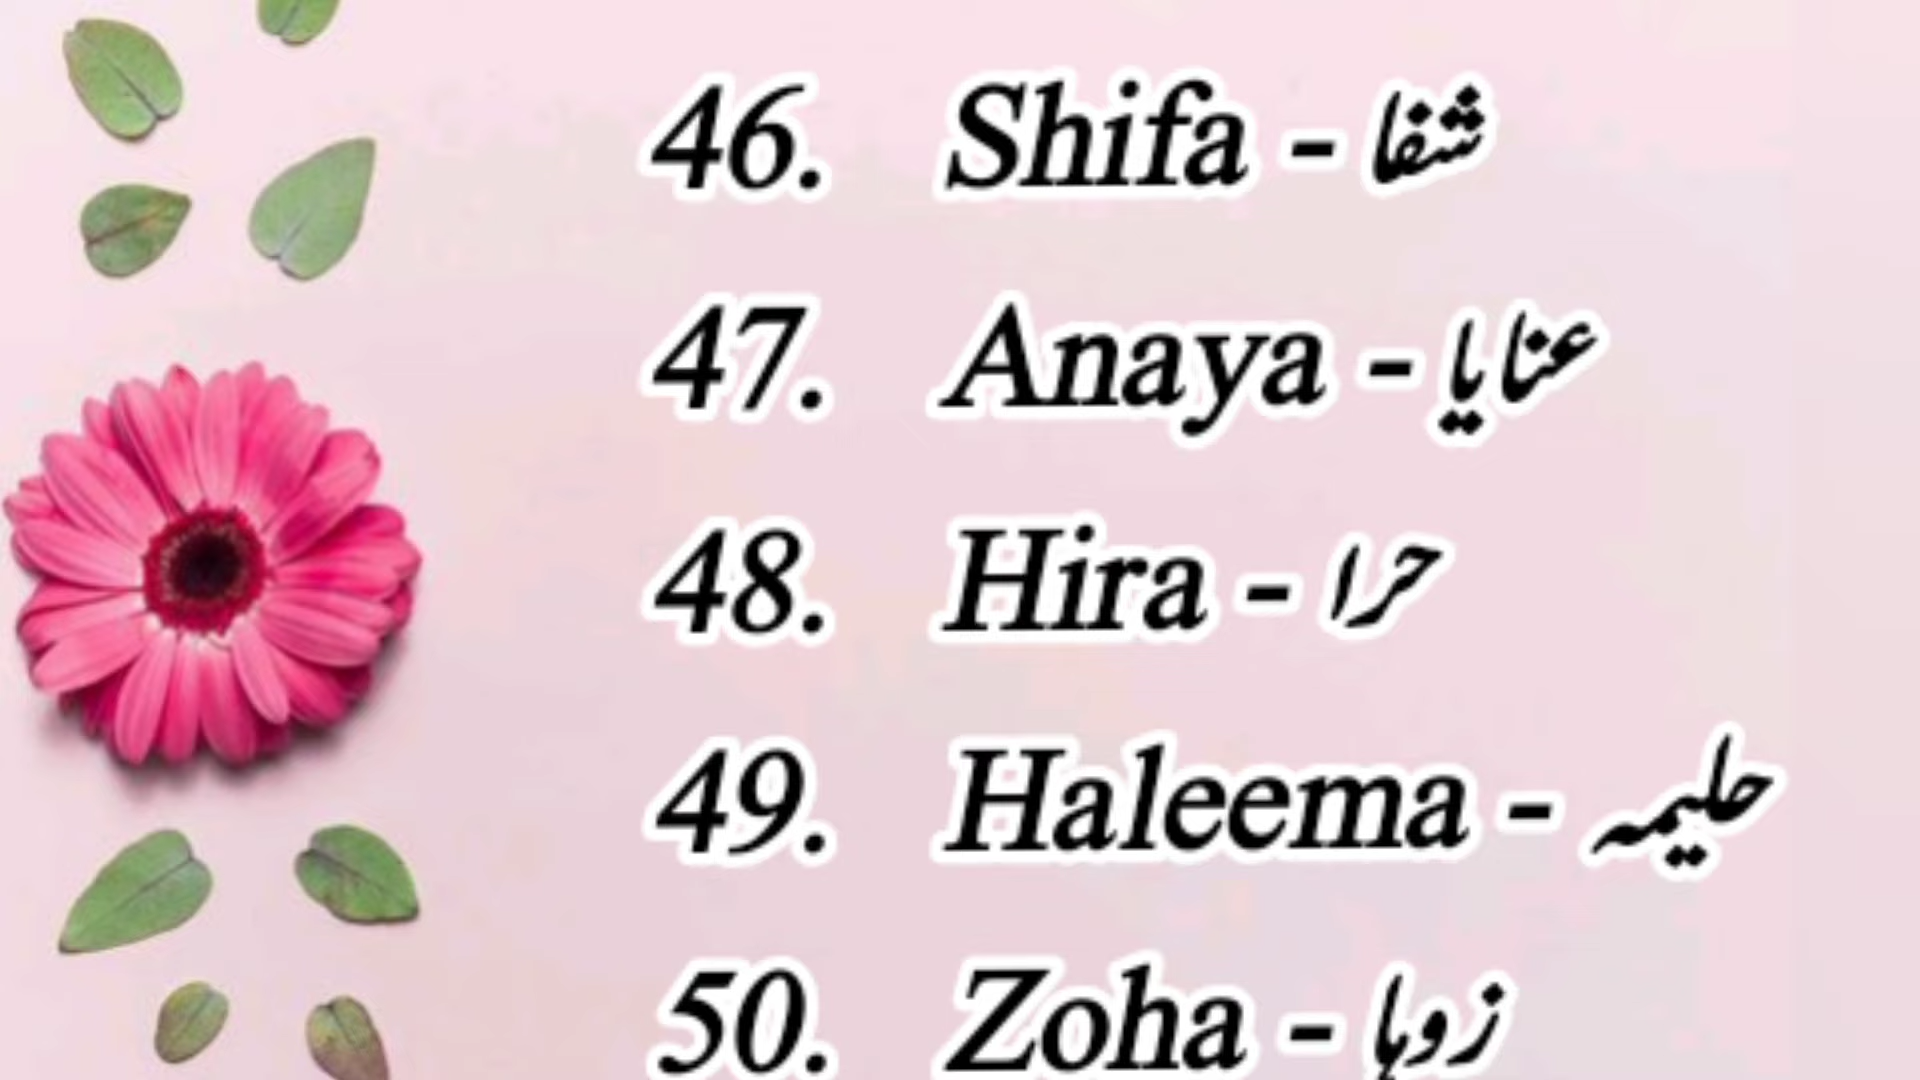 46. Shifa - شفا
47. Anaya - عنایا
48. Hira - حرا
49. Haleema - حلیمہ
50. Zoha - زوہا